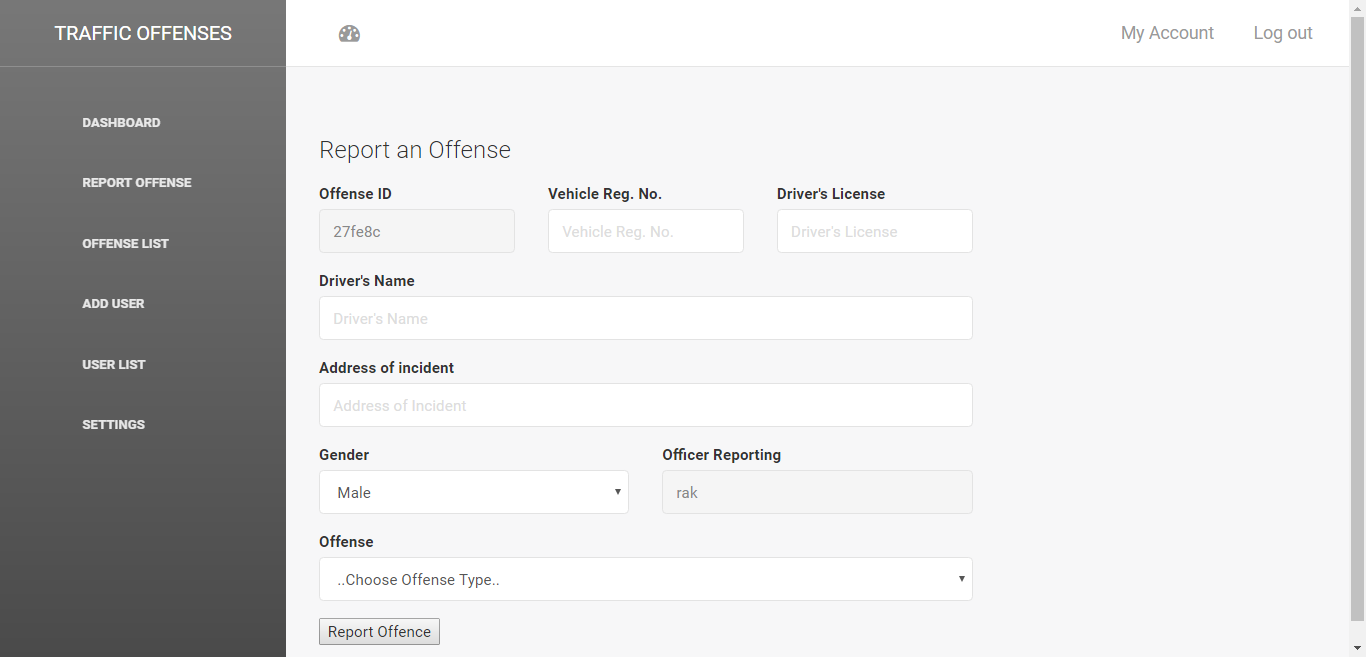 TRAFFIC OFFENSES
My Account Log out
DASHBOARD
REPORT OFFENSE
OFFENSE LIST
ADD USER
USER LIST
SETTINGS
Report an Offense
Offense ID Vehicle Reg. No. Driver's License
27fe8c Vehicle Reg. No. Driver's License
Driver's Name
Driver's Name
Address of incident
Address of Incident
Gender Officer Reporting
Male rak
Offense
..Choose Offense Type..
Report Offence